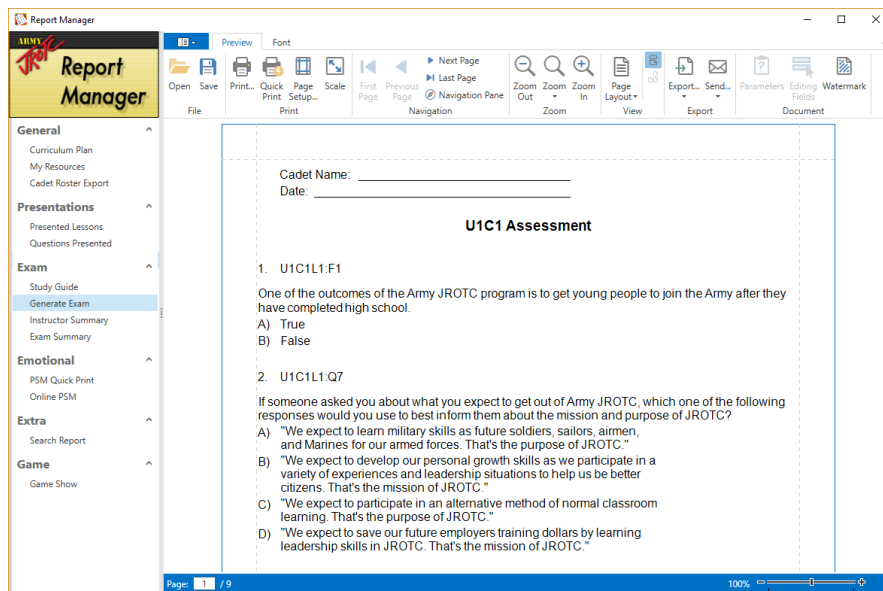 Report Manager
ARMY
JROTC
Report
Manager
General
Curriculum Plan
My Resources
Cadet Roster Export
Presentations
Presented Lessons
Questions Presented
Exam
Study Guide
Generate Exam
Instructor Summary
Exam Summary
Emotional
PSM Quick Print
Online PSM
Extra
Search Report
Game
Game Show
Preview Font
Open Save Print... Quick Print Page Setup... Scale
First Page Previous Page Next Page
Last Page
Navigation Pane
Zoom Out Zoom Zoom In Page Layout Export... Send... Parameters Editing Fields Watermark
File Print Navigation Zoom View Export Document
Cadet Name:
Date:
U1C1 Assessment
1. U1C1L1:F1
One of the outcomes of the Army JROTC program is to get young people to join the Army after they
have completed high school.
A) True
B) False
2. U1C1L1:Q7
If someone asked you about what you expect to get out of Army JROTC, which one of the following
responses would you use to best inform them about the mission and purpose of JROTC?
A) "We expect to learn military skills as future soldiers, sailors, airmen,
and Marines for our armed forces. That's the purpose of JROTC."
B) "We expect to develop our personal growth skills as we participate in a
variety of experiences and leadership situations to help us be better
citizens. That's the mission of JROTC."
C) "We expect to participate in an alternative method of normal classroom
learning. That's the purpose of JROTC."
D) "We expect to save our future employers training dollars by learning
leadership skills in JROTC. That's the mission of JROTC."
Page: 1 / 9
100%